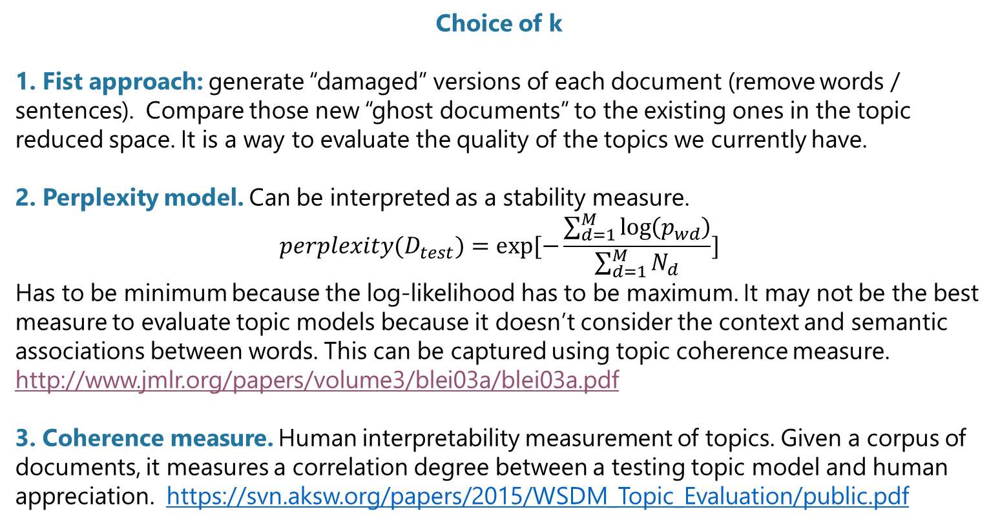 Choice of k
1. Fist approach: generate “damaged” versions of each document (remove words /
sentences).  Compare those new “ghost documents” to the existing ones in the topic
reduced space. It is a way to evaluate the quality of the topics we currently have.
2. Perplexity model. Can be interpreted as a stability measure.
perplexity(D_test) = exp[−\frac{∑_{d=1}^{M} log(p_{wd})}{∑_{d=1}^{M} N_d}]
Has to be minimum because the log-likelihood has to be maximum. It may not be the best
measure to evaluate topic models because it doesn’t consider the context and semantic
associations between words. This can be captured using topic coherence measure.
http://www.jmlr.org/papers/volume3/blei03a/blei03a.pdf
3. Coherence measure. Human interpretability measurement of topics. Given a corpus of
documents, it measures a correlation degree between a testing topic model and human
appreciation.  https://svn.aksw.org/papers/2015/WSDM_Topic_Evaluation/public.pdf